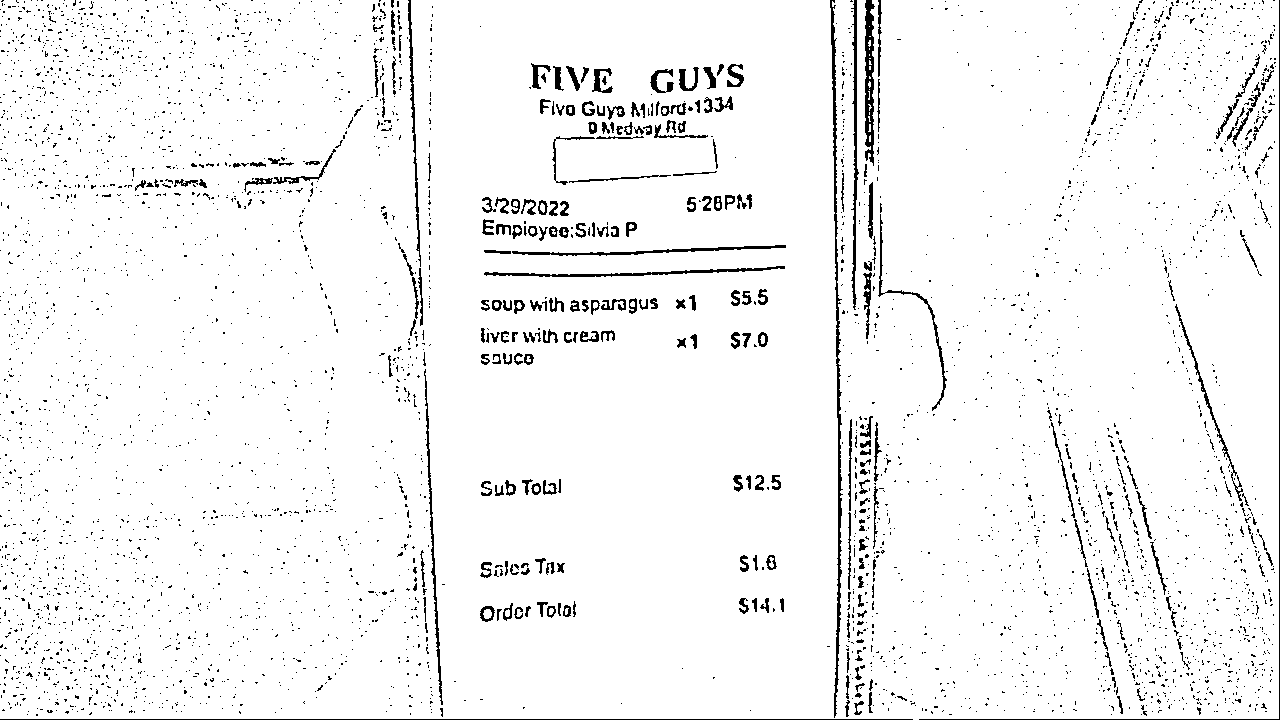 FIVE GUYS
Five Guys Milford-1334
Medway Rd
3/29/2022 5:28PM
Employee:Silvia P
soup with asparagus ×1 $5.5
liver with cream ×1 $7.0
sauce
Sub Total $12.5
Sales Tax $1.6
Order Total $14.1